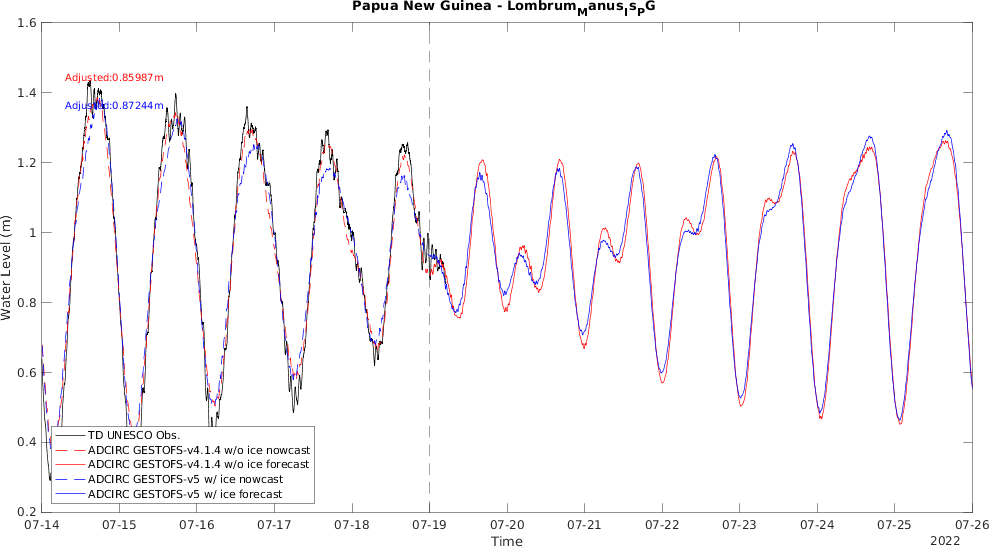 Papua New Guinea - LombrumManusIsPG
Adjusted:0.85987m
Adjusted:0.87244m
Water Level (m)
1.6
1.4
1.2
1
0.8
0.6
0.4
0.2
TD UNESCO Obs.
ADCIRC GESTOFS-v4.1.4 w/o ice nowcast
ADCIRC GESTOFS-v4.1.4 w/o ice forecast
ADCIRC GESTOFS-v5 w/ ice nowcast
ADCIRC GESTOFS-v5 w/ ice forecast
07-14 07-15 07-16 07-17 07-18 07-19 07-20 07-21 07-22 07-23 07-24 07-25 07-26
Time
2022